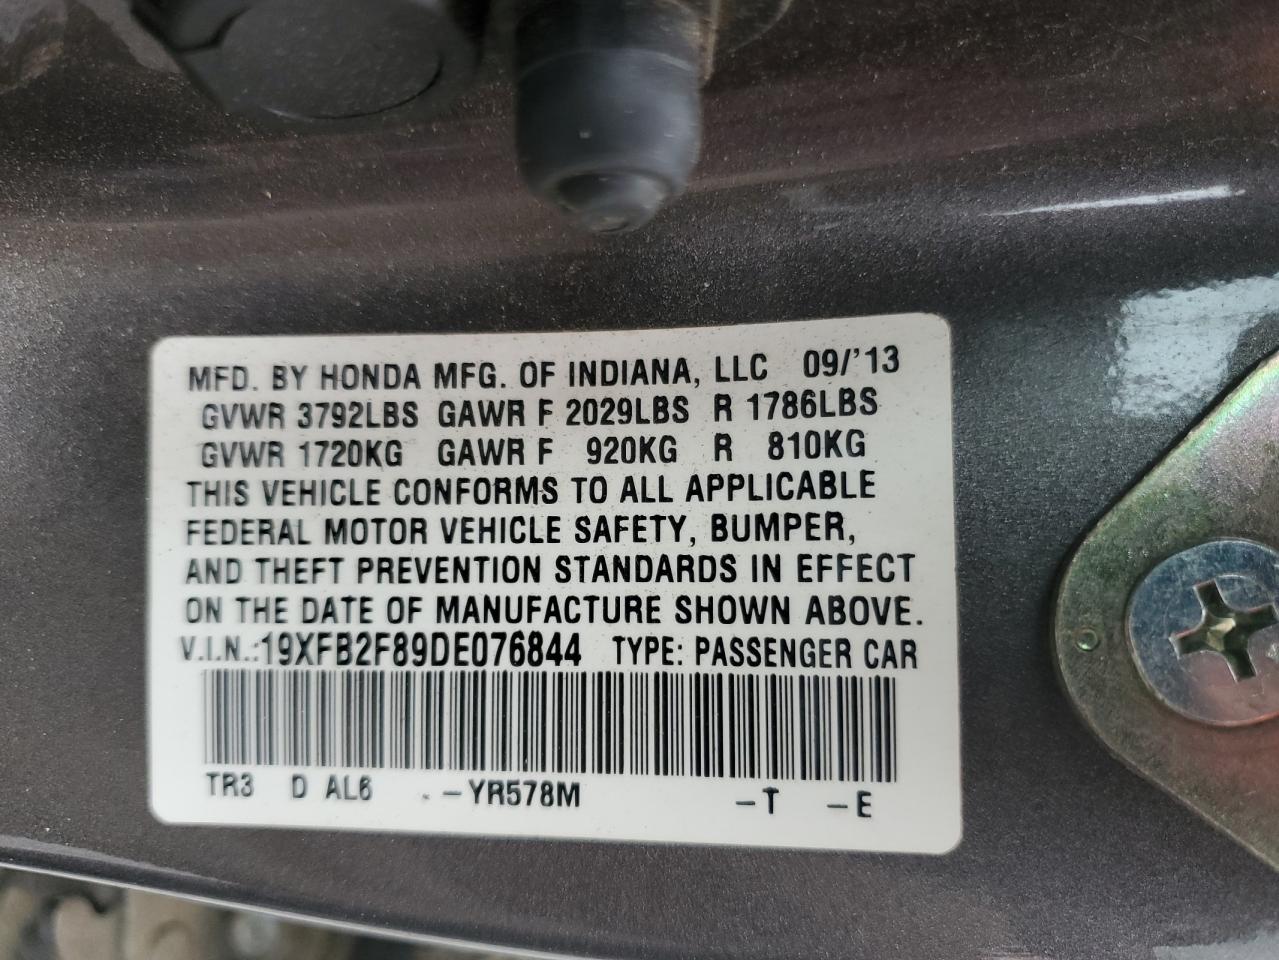 MFD. BY HONDA MFG. OF INDIANA, LLC 09/'13
GVWR 3792LBS GAWR F 2029LBS R 1786LBS
GVWR 1720KG GAWR F 920KG R 810KG
THIS VEHICLE CONFORMS TO ALL APPLICABLE
FEDERAL MOTOR VEHICLE SAFETY, BUMPER,
AND THEFT PREVENTION STANDARDS IN EFFECT
ON THE DATE OF MANUFACTURE SHOWN ABOVE.
V.I.N.:19XFB2F89DE076844 TYPE: PASSENGER CAR
TR3 D AL6 -YR578M -T -E